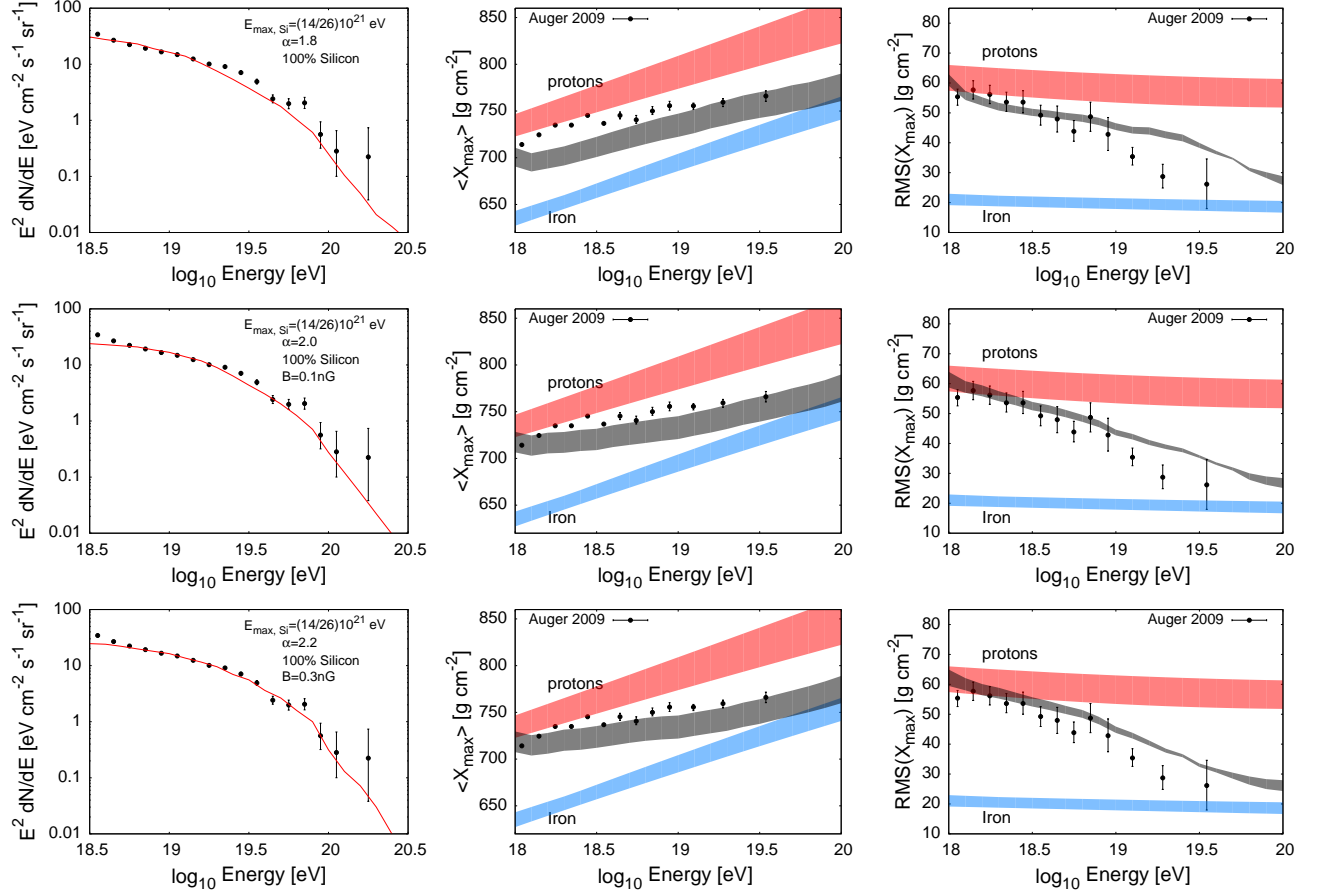 E² dN/dE [eV cm⁻² s⁻¹ sr⁻¹]
100
10
1
0.1
0.01
18.5 19 19.5 20 20.5
log₁₀ Energy [eV]
E_max, Si=(14/26)10²¹ eV
α=1.8
100% Silicon
<X_max> [g cm⁻²]
850
800
750
700
650
18 18.5 19 19.5 20
log₁₀ Energy [eV]
Auger 2009
protons
Iron
RMS(X_max) [g cm⁻²]
80
70
60
50
40
30
20
10
18 18.5 19 19.5 20
log₁₀ Energy [eV]
Auger 2009
protons
Iron
E² dN/dE [eV cm⁻² s⁻¹ sr⁻¹]
100
10
1
0.1
0.01
18.5 19 19.5 20 20.5
log₁₀ Energy [eV]
E_max, Si=(14/26)10²¹ eV
α=2.0
100% Silicon
B=0.1nG
<X_max> [g cm⁻²]
850
800
750
700
650
18 18.5 19 19.5 20
log₁₀ Energy [eV]
Auger 2009
protons
Iron
RMS(X_max) [g cm⁻²]
80
70
60
50
40
30
20
10
18 18.5 19 19.5 20
log₁₀ Energy [eV]
Auger 2009
protons
Iron
E² dN/dE [eV cm⁻² s⁻¹ sr⁻¹]
100
10
1
0.1
0.01
18.5 19 19.5 20 20.5
log₁₀ Energy [eV]
E_max, Si=(14/26)10²¹ eV
α=2.2
100% Silicon
B=0.3nG
<X_max> [g cm⁻²]
850
800
750
700
650
18 18.5 19 19.5 20
log₁₀ Energy [eV]
Auger 2009
protons
Iron
RMS(X_max) [g cm⁻²]
80
70
60
50
40
30
20
10
18 18.5 19 19.5 20
log₁₀ Energy [eV]
Auger 2009
protons
Iron